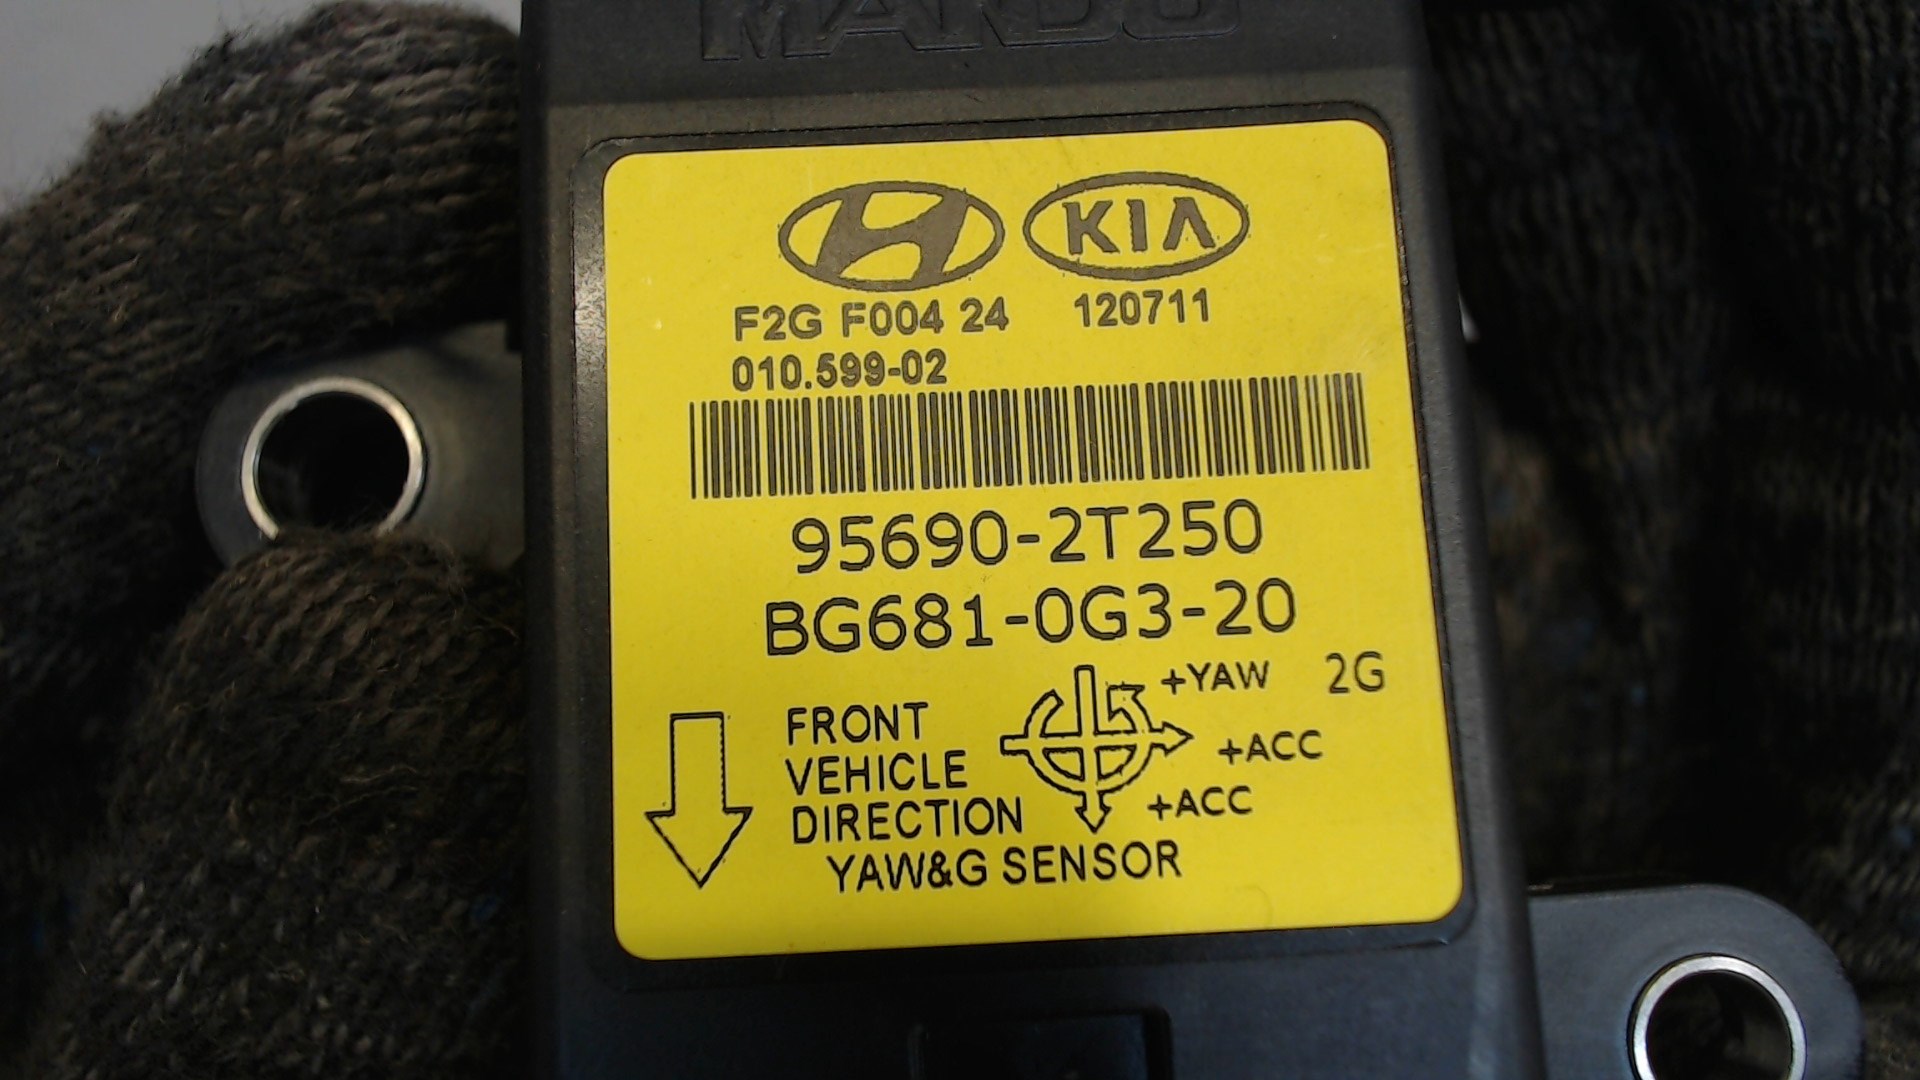 MANDO
KIA
F2G F004 24 120711
010.599-02
95690-2T250
BG681-0G3-20
+YAW 2G
FRONT
VEHICLE +ACC
DIRECTION +ACC
YAW&G SENSOR